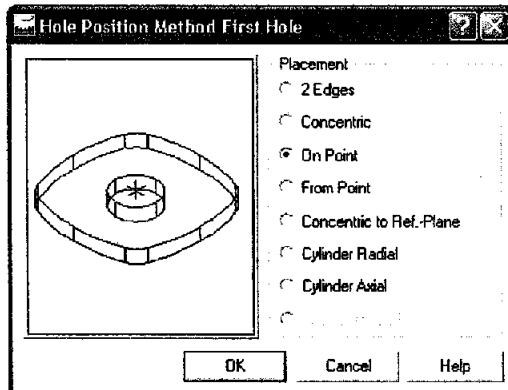 Hole Position Method First Hole
Placement
2 Edges
Concentric
On Point
From Point
Concentric to Ref.-Plane
Cylinder Radial
Cylinder Axial
OK Cancel Help